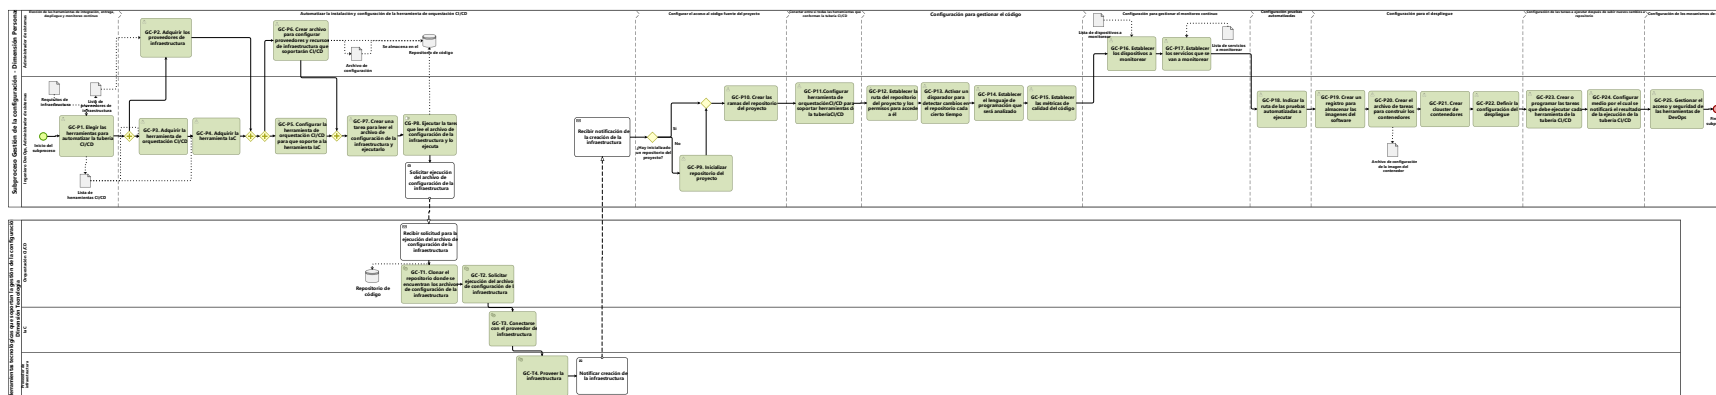 Subproceso Gestión de la configuración - Dimensión Persona
Administrador de sistemas
Ingeniero DevOps, Administrador de sistemas
Automatizar la instalación y configuración de la herramienta de orquestación CI/CD
Configurar el acceso al código fuente del proyecto
Configuración para gestionar el código
Configuración para gestionar el monitoreo continuo
Configuración pruebas
automatizadas
Configuración para el despliegue
GC-P2. Adquirir los
proveedores de
infraestructura
GC-P6. Crear archivo
para configurar
proveedores y recursos
de infraestructura que
soportarán CI/CD
Archivo de
configuración
Se almacena en el
Repositorio de código
Lista de dispositivos a
monitorear
GC-P16. Establecer
los dispositivos a
monitorear
GC-P17. Establecer
los servicios que se
van a monitorear
Lista de servicios
a monitorear
Requisitos de
infraestructura
Lista de
proveedores de
infraestructura
Inicio del
subproceso
GC-P1. Elegir las
herramientas para
automatizar la tubería
CI/CD
Lista de
herramientas CI/CD
GC-P3. Adquirir la
herramienta de
orquestación CI/CD
GC-P4. Adquirir la
herramienta IaC
GC-P5. Configurar la
herramienta de
orquestación CI/CD
para que soporte a la
herramienta IaC
GC-P7. Crear una
tarea para leer el
archivo de
configuración de la
infraestructura y
ejecutarlo
CG-P8. Ejecutar la tarea
que lee el archivo de
configuración de la
infraestructura y lo
ejecuta
Solicitar ejecución
del archivo de
configuración de la
infraestructura
Recibir notificación
de la creación de la
infraestructura
¿Hay inicializado
un repositorio del
proyecto?
Si
No
GC-P9. Inicializar
repositorio del
proyecto
GC-P10. Crear las
ramas del repositorio
del proyecto
GC-P11.Configurar
herramienta de
orquestaciónCI/CD para
soportar herramientas de
la tuberíaCI/CD
GC-P12. Establecer la
ruta del repositorio
del proyecto y los
permisos para acceder
a él
GC-P13. Activar un
disparador para
detectar cambios en
el repositorio cada
cierto tiempo
GC-P14. Establecer
el lenguaje de
programación que
será analizado
GC-P15. Establecer
las métricas de
calidad del código
GC-P18. Indicar la
ruta de las pruebas
automatizadas a
ejecutar
GC-P19. Crear un
registro para
almacenar las
imagenes del
software
GC-P20. Crear el
archivo de tareas
para construir los
contenedores
Archivo de configuración
de la imagen del
contenedor
GC-P21. Crear
cluster de
contenedores
GC-P22. Definir la
configuración del
despliegue
GC-P23. Crear o
programar las tareas
que debe ejecutar cada
herramienta de la
tubería CI/CD
GC-P24. Configurar
medio por el cual se
notificará el resultado
de la ejecución de la
tubería CI/CD
GC-P25. Gestionar el
acceso y seguridad de
las herramientas de
DevOps
Dimensión Tecnología
Orquestación CI/CD
IaC
Recibir solicitud para la
ejecución del archivo de
configuración de la
infraestructura
Repositorio de
código
GC-T1. Clonar el
repositorio donde se
encuentran los archivos
de configuración de la
infraestructura
GC-T2. Solicitar
ejecución del archivo
de configuración de la
infraestructura
GC-T3. Conectarse
con el proveedor de
infraestructura
GC-T4. Proveer la
infraestructura
Notificar creación de
la infraestructura